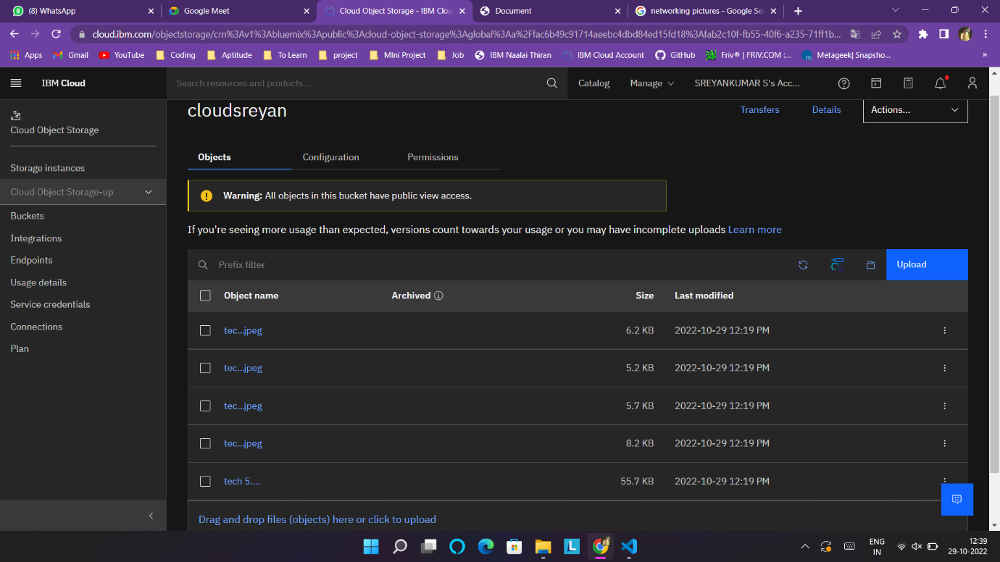 (8) WhatsApp
Google Meet
Cloud Object Storage - IBM Clou
Document
networking pictures - Google Sea
cloud.ibm.com/objectstorage/crn%3Av1%3Abluemix%3Apublic%3Acloud-object-storage%3Aglobal%3Aa%2Ffac6b49c91714aeebc4dbd84ed15fd18%3Afab2c10f-fb55-40f6-a235-71ff1b...
Apps
Gmail
YouTube
Coding
Aptitude
To Learn
project
MIni Project
Job
IBM Naalai Thiran
IBM Cloud Account
GitHub
Friv® | FRIV.COM :...
Metageek| Snapsho...
»
IBM Cloud
Search resources and products...
Catalog
Manage
SREYANKUMAR S's Acc...
Cloud Object Storage
Storage instances
Cloud Object Storage-up
Buckets
Integrations
Endpoints
Usage details
Service credentials
Connections
Plan
cloudsreyan
Transfers
Details
Actions...
Objects
Configuration
Permissions
Warning: All objects in this bucket have public view access.
If you're seeing more usage than expected, versions count towards your usage or you may have incomplete uploads Learn more
Prefix filter
Upload
Object name Archived Size Last modified
tec...jpeg 6.2 KB 2022-10-29 12:19 PM
tec...jpeg 5.2 KB 2022-10-29 12:19 PM
tec...jpeg 5.7 KB 2022-10-29 12:19 PM
tec...jpeg 8.2 KB 2022-10-29 12:19 PM
tech 5.... 55.7 KB 2022-10-29 12:19 PM
Drag and drop files (objects) here or click to upload
ENG
IN
12:39
29-10-2022